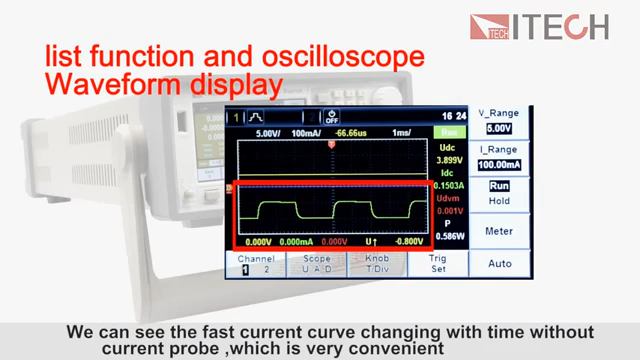 ITECH
ITECH
list function and oscilloscope
Waveform display
1 2 OFF 16 24
5.00V/ 100mA/ -66.66us 1ms/ Run
V_Range
5.00V
Udc
3.899V
I_Range
100.00mA
Idc
0.1503A
Run
Hold
Udvm
0.001V
P
0.586W
Meter
0.000V 0.000mA 0.000V U↑ -0.800V
Channel
1 2
Scope
U A D
Knob
T/Div
Trig
Set
Auto
We can see the fast current curve changing with time without
current probe ,which is very convenient